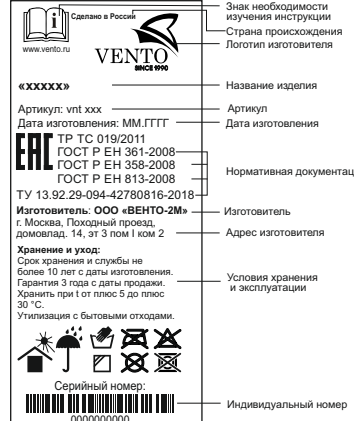 Знак необходимости
изучения инструкции
Сделано в России
Страна происхождения
www.vento.ru
VENTO
SINCE 1990
Логотип изготовителя
«xxxxx»
Название изделия
Артикул: vnt xxx
Артикул
Дата изготовления: ММ.ГГГГ
Дата изготовления
EAC
ТР ТС 019/2011
ГОСТ Р ЕН 361-2008
ГОСТ Р ЕН 358-2008
ГОСТ Р ЕН 813-2008
Нормативная документац
ТУ 13.92.29-094-42780816-2018
Изготовитель: ООО «ВЕНТО-2М»
Изготовитель
г. Москва, Походный проезд,
домовлад. 14, эт 3 пом I ком 2
Адрес изготовителя
Хранение и уход:
Срок хранения и службы не
более 10 лет с даты изготовления.
Гарантия 3 года с даты продажи.
Хранить при t от плюс 5 до плюс
30 °C.
Утилизация с бытовыми отходами.
Условия хранения
и эксплуатации
Серийный номер:
0000000000
Индивидуальный номер